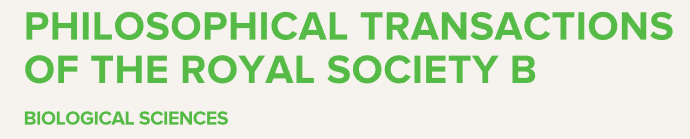 PHILOSOPHICAL TRANSACTIONS
OF THE ROYAL SOCIETY B
BIOLOGICAL SCIENCES